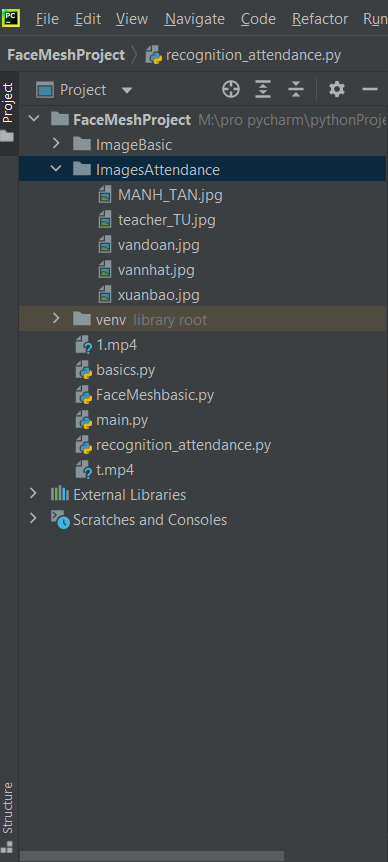 PC
File Edit View Navigate Code Refactor Run
FaceMeshProject recognition_attendance.py
Project
Project
FaceMeshProject M:\pro pycharm\pythonProje
ImageBasic
ImagesAttendance
MANH_TAN.jpg
teacher_TU.jpg
vandoan.jpg
vannhat.jpg
xuanbao.jpg
venv library root
1.mp4
basics.py
FaceMeshbasic.py
main.py
recognition_attendance.py
t.mp4
External Libraries
Scratches and Consoles
Structure